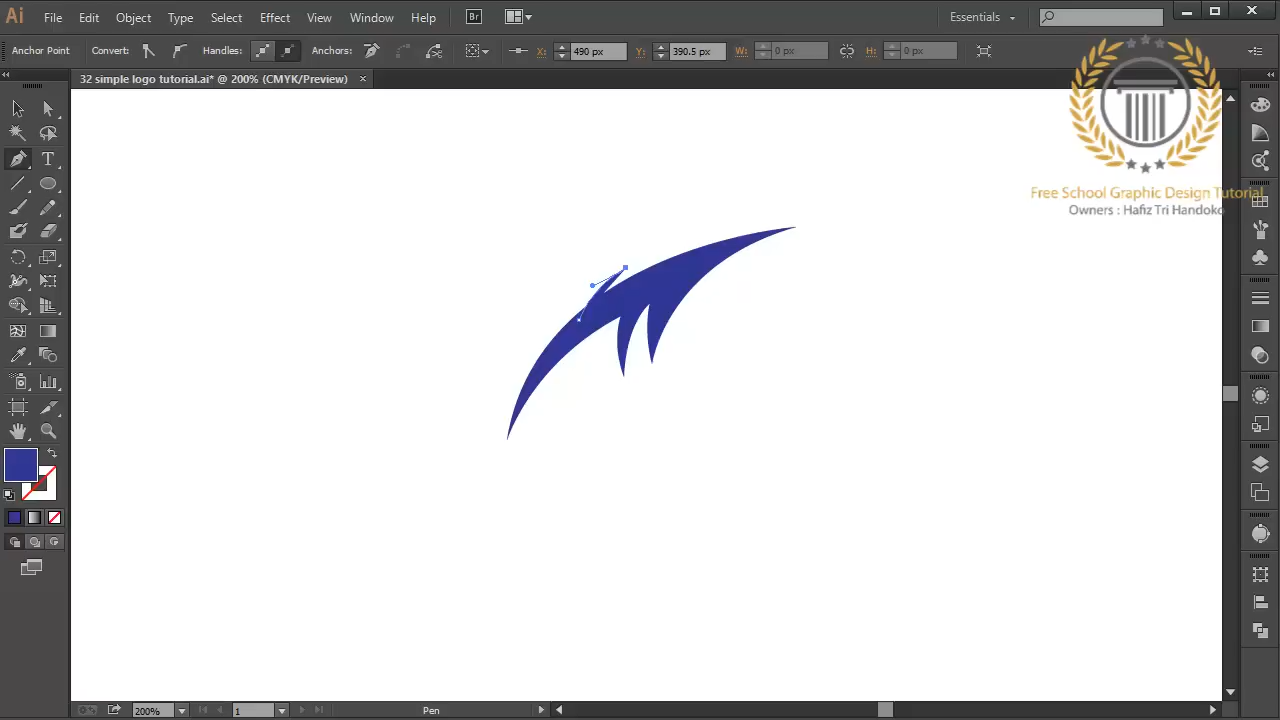 Ai File Edit Object Type Select Effect View Window Help Br Essentials
Anchor Point Convert: Handles: Anchors: X: 490 px Y: 390.5 px W: 0 px H: 0 px
32 simple logo tutorial.ai* @ 200% (CMYK/Preview) ×
T
Free School Graphic Design Tutorial
Owners : Hafiz Tri Handoko
200% 1 Pen